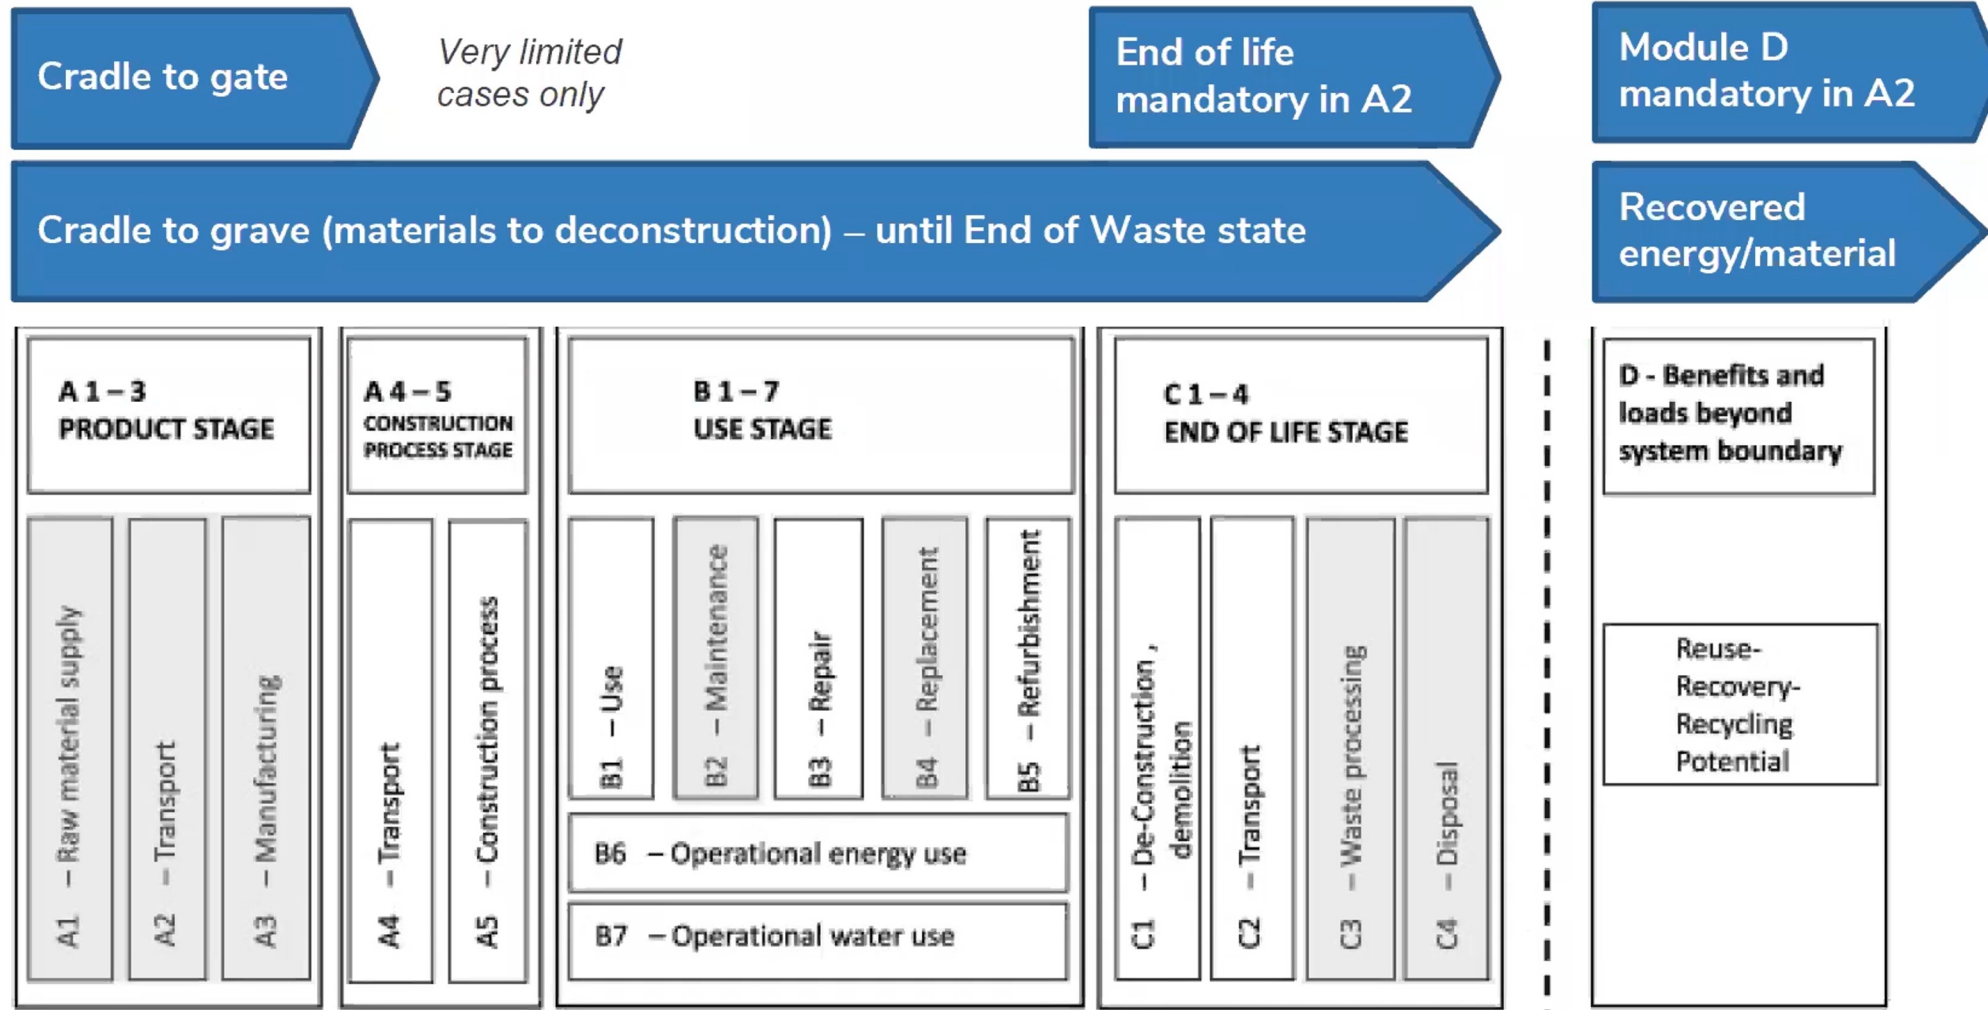 Cradle to gate
Very limited
cases only
End of life
mandatory in A2
Module D
mandatory in A2
Cradle to grave (materials to deconstruction) – until End of Waste state
Recovered
energy/material
A 1 – 3
PRODUCT STAGE
A 4 – 5
CONSTRUCTION
PROCESS STAGE
B 1 – 7
USE STAGE
C 1 – 4
END OF LIFE STAGE
D - Benefits and
loads beyond
system boundary
A1 – Raw material supply
A2 – Transport
A3 – Manufacturing
A4 – Transport
A5 – Construction process
B1 – Use
B2 – Maintenance
B3 – Repair
B4 – Replacement
B5 – Refurbishment
B6 – Operational energy use
B7 – Operational water use
C1 – De-Construction ,
demolition
C2 – Transport
C3 – Waste processing
C4 – Disposal
Reuse-
Recovery-
Recycling
Potential